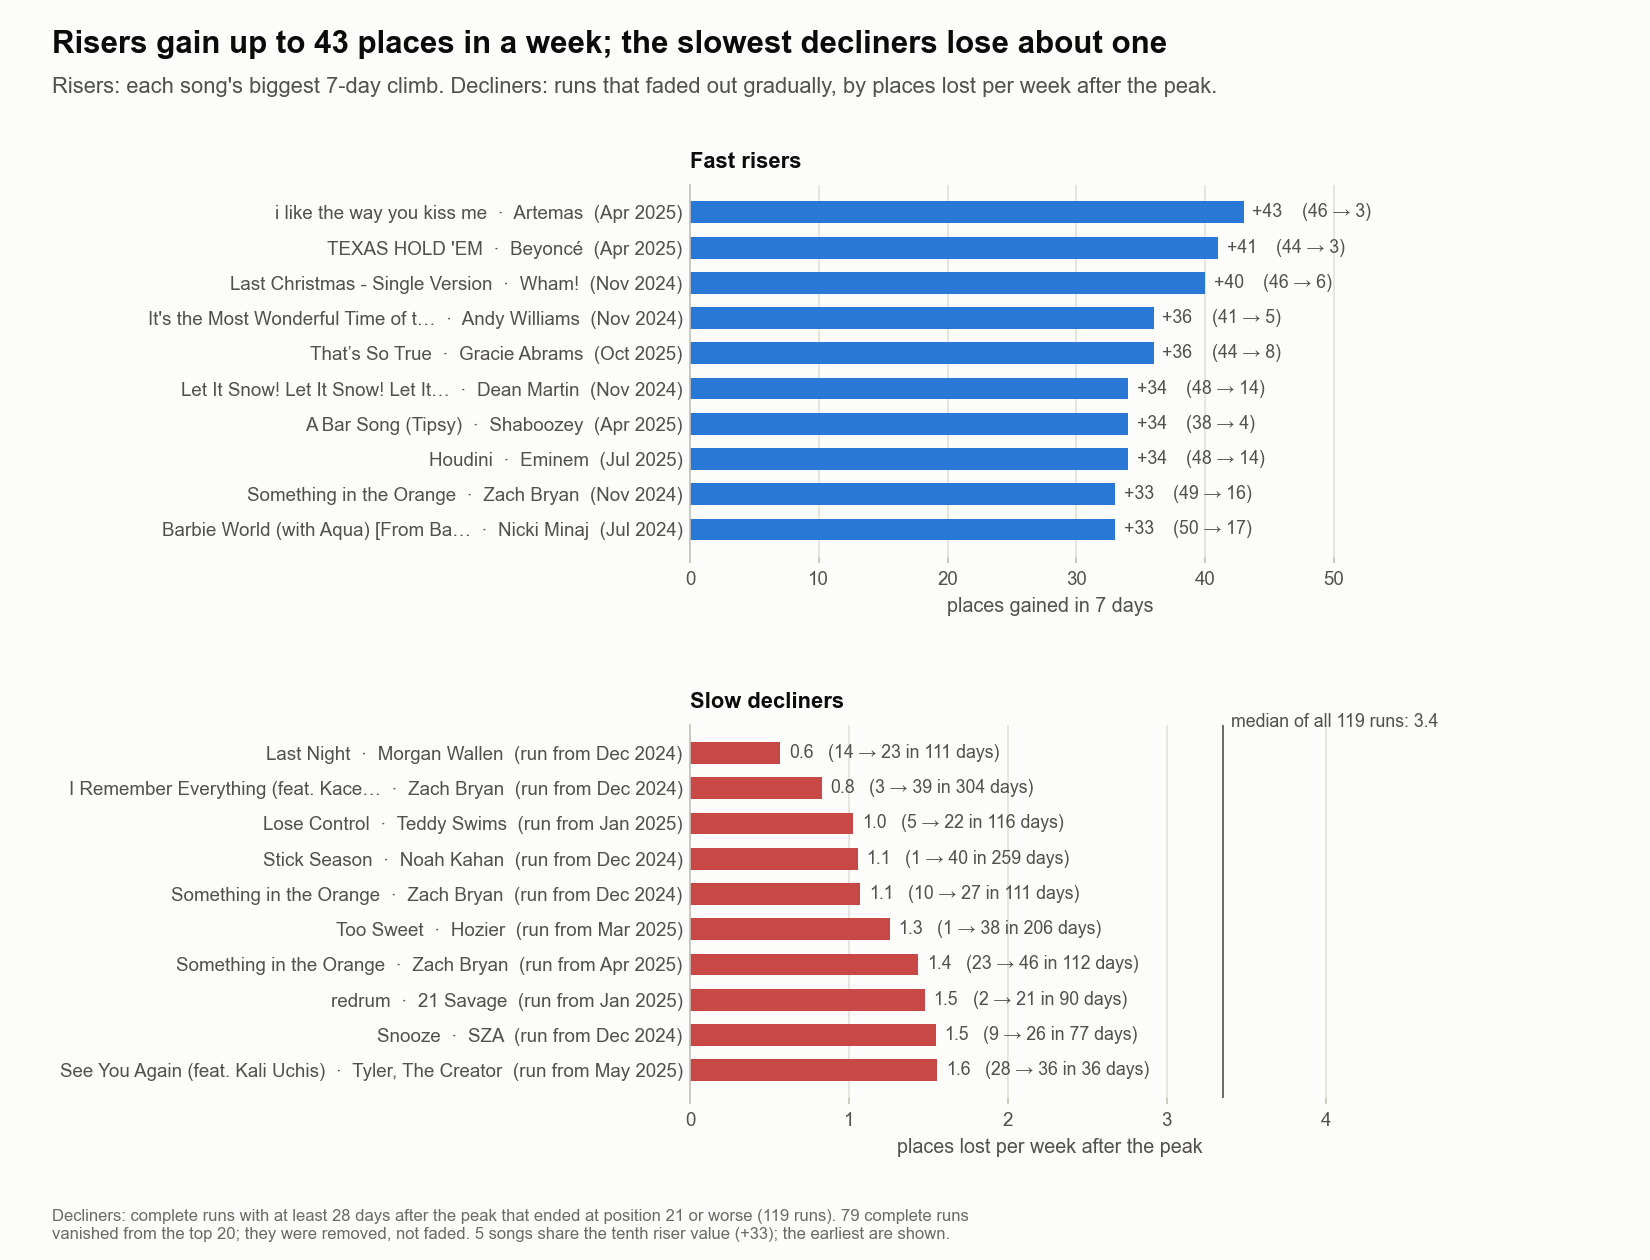 Risers gain up to 43 places in a week; the slowest decliners lose about one
Risers: each song's biggest 7-day climb. Decliners: runs that faded out gradually, by places lost per week after the peak.
Fast risers
i like the way you kiss me · Artemas (Apr 2025) +43 (46 → 3)
TEXAS HOLD 'EM · Beyoncé (Apr 2025) +41 (44 → 3)
Last Christmas - Single Version · Wham! (Nov 2024) +40 (46 → 6)
It's the Most Wonderful Time of t… · Andy Williams (Nov 2024) +36 (41 → 5)
That’s So True · Gracie Abrams (Oct 2025) +36 (44 → 8)
Let It Snow! Let It Snow! Let It… · Dean Martin (Nov 2024) +34 (48 → 14)
A Bar Song (Tipsy) · Shaboozey (Apr 2025) +34 (38 → 4)
Houdini · Eminem (Jul 2025) +34 (48 → 14)
Something in the Orange · Zach Bryan (Nov 2024) +33 (49 → 16)
Barbie World (with Aqua) [From Ba… · Nicki Minaj (Jul 2024) +33 (50 → 17)
0 10 20 30 40 50
places gained in 7 days
Slow decliners
median of all 119 runs: 3.4
Last Night · Morgan Wallen (run from Dec 2024) 0.6 (14 → 23 in 111 days)
I Remember Everything (feat. Kace… · Zach Bryan (run from Dec 2024) 0.8 (3 → 39 in 304 days)
Lose Control · Teddy Swims (run from Jan 2025) 1.0 (5 → 22 in 116 days)
Stick Season · Noah Kahan (run from Dec 2024) 1.1 (1 → 40 in 259 days)
Something in the Orange · Zach Bryan (run from Dec 2024) 1.1 (10 → 27 in 111 days)
Too Sweet · Hozier (run from Mar 2025) 1.3 (1 → 38 in 206 days)
Something in the Orange · Zach Bryan (run from Apr 2025) 1.4 (23 → 46 in 112 days)
redrum · 21 Savage (run from Jan 2025) 1.5 (2 → 21 in 90 days)
Snooze · SZA (run from Dec 2024) 1.5 (9 → 26 in 77 days)
See You Again (feat. Kali Uchis) · Tyler, The Creator (run from May 2025) 1.6 (28 → 36 in 36 days)
0 1 2 3 4
places lost per week after the peak
Decliners: complete runs with at least 28 days after the peak that ended at position 21 or worse (119 runs). 79 complete runs
vanished from the top 20; they were removed, not faded. 5 songs share the tenth riser value (+33); the earliest are shown.